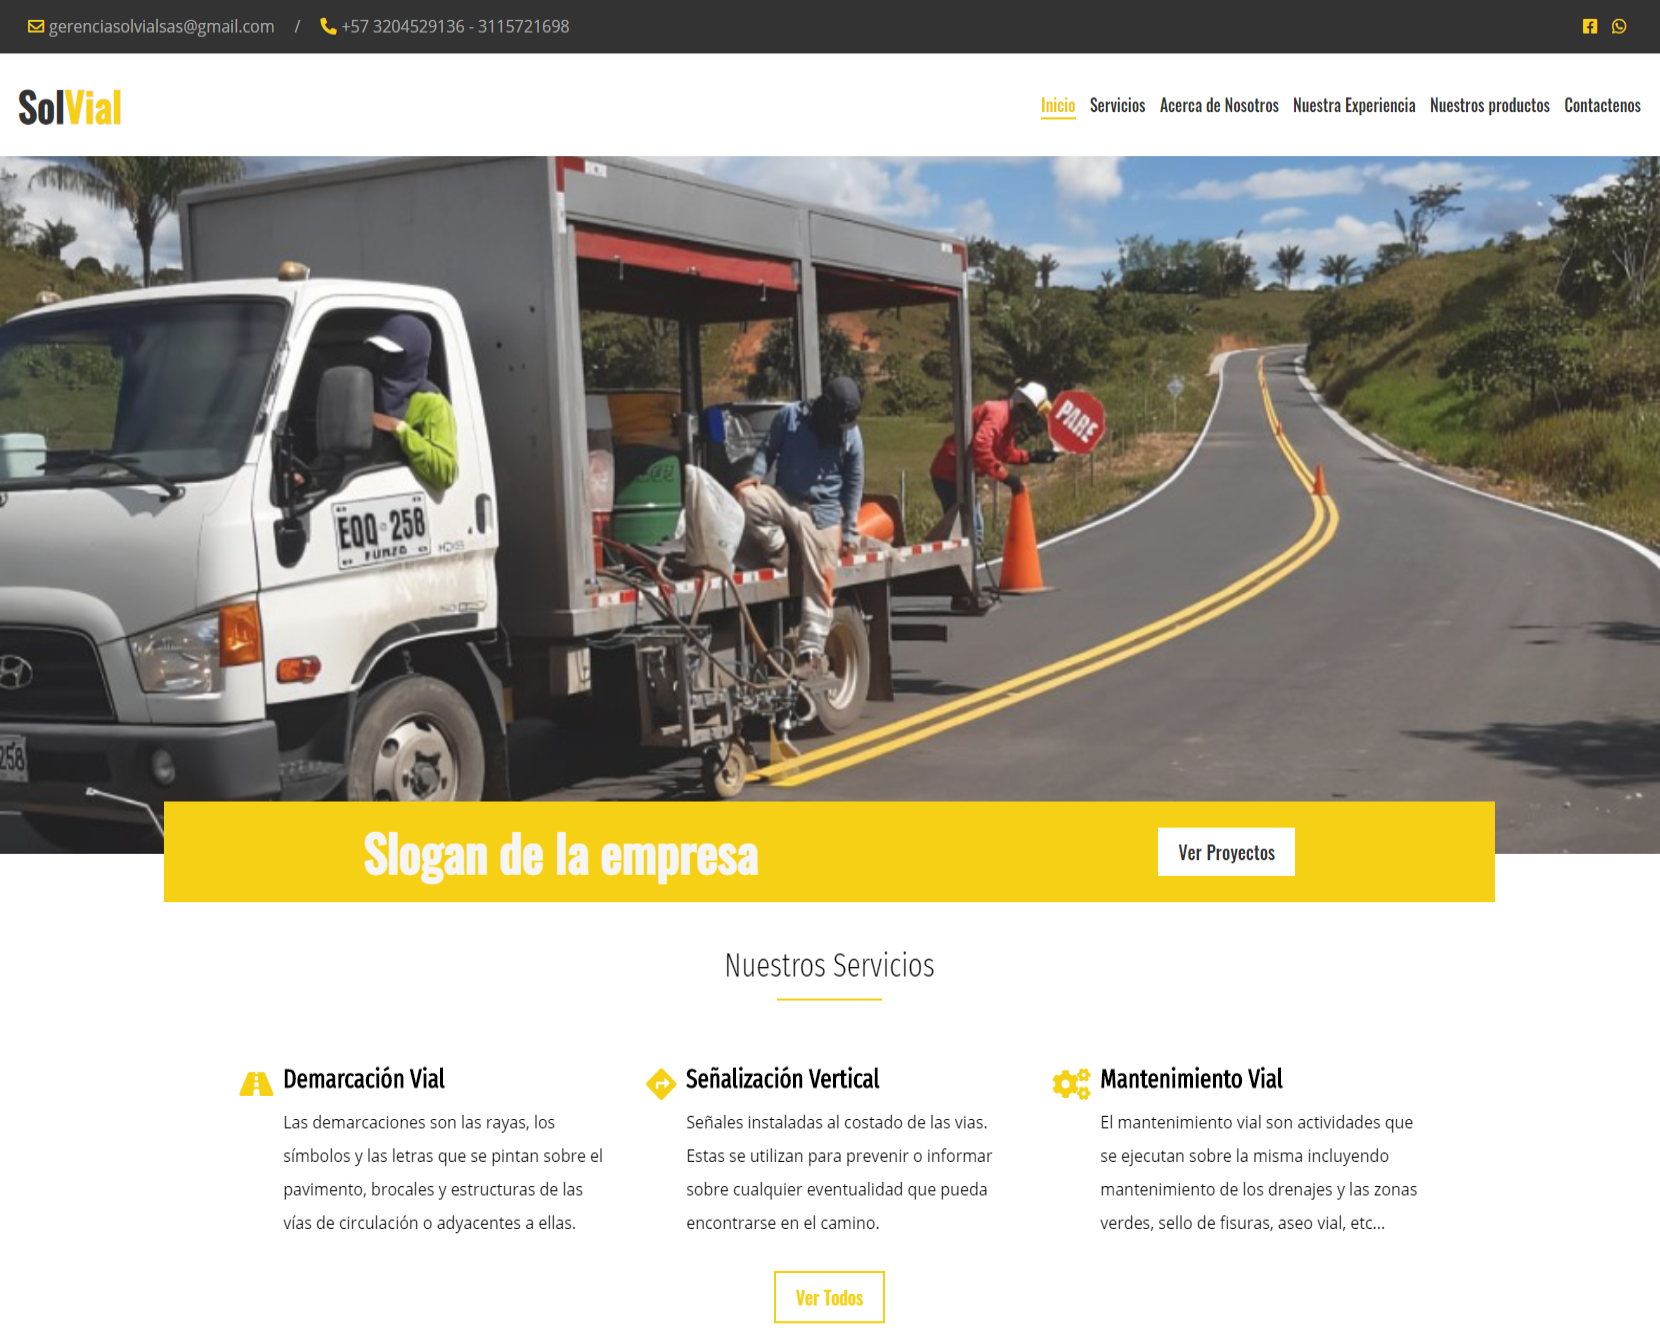 gerenciasolvialsas@gmail.com / +57 3204529136 - 3115721698
SolVial
Inicio Servicios Acerca de Nosotros Nuestra Experiencia Nuestros productos Contactenos
PARE
EQQ 258
FUNZA
258
Slogan de la empresa
Ver Proyectos
Nuestros Servicios
Demarcación Vial
Las demarcaciones son las rayas, los
símbolos y las letras que se pintan sobre el
pavimento, brocales y estructuras de las
vías de circulación o adyacentes a ellas.
Señalización Vertical
Señales instaladas al costado de las vias.
Estas se utilizan para prevenir o informar
sobre cualquier eventualidad que pueda
encontrarse en el camino.
Mantenimiento Vial
El mantenimiento vial son actividades que
se ejecutan sobre la misma incluyendo
mantenimiento de los drenajes y las zonas
verdes, sello de fisuras, aseo vial, etc...
Ver Todos